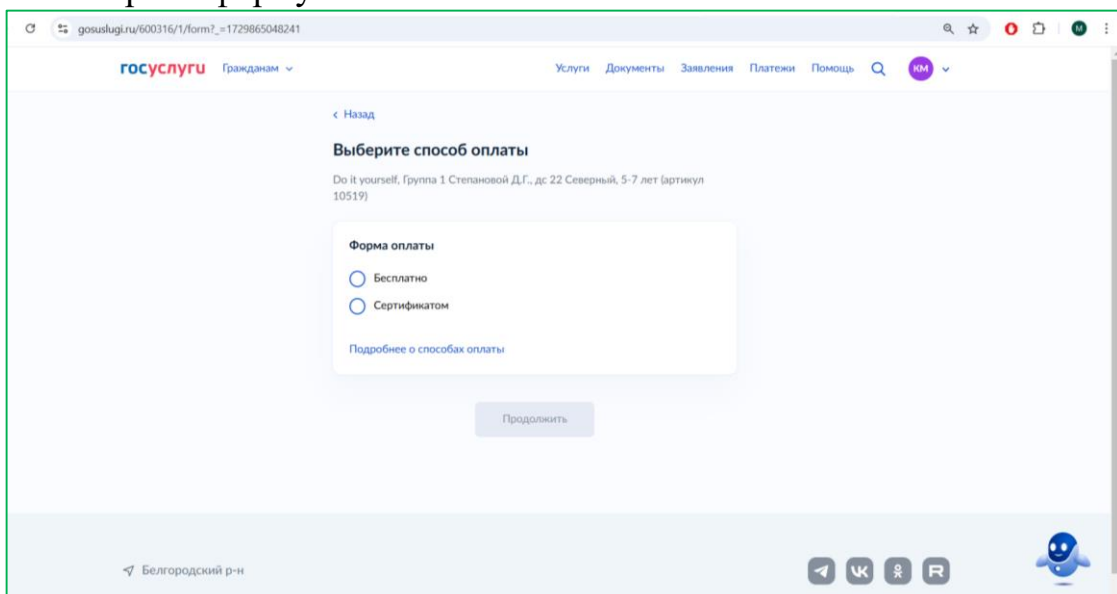 gosuslugi.ru/600316/1/form?_=1729865048241
M
госуслуги Гражданам Услуги Документы Заявления Платежи Помощь КМ
Назад
Выберите способ оплаты
Do it yourself, Группа 1 Степановой Д.Г., дс 22 Северный, 5-7 лет (артикул
10519)
Форма оплаты
Бесплатно
Сертификатом
Подробнее о способах оплаты
Продолжить
Белгородский р-н